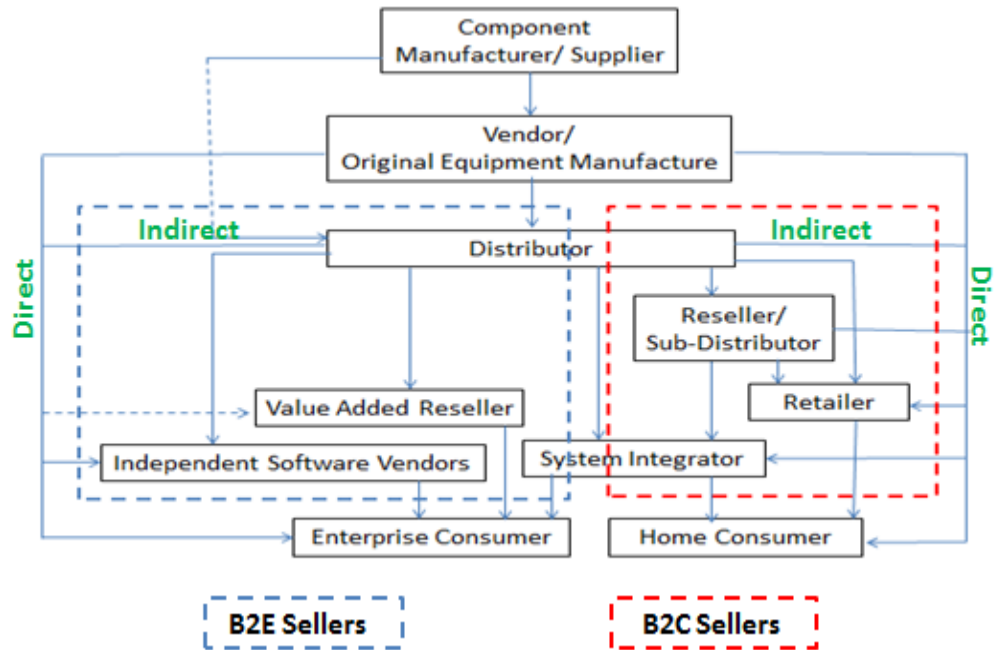 Component
Manufacturer/ Supplier
Vendor/
Original Equipment Manufacture
Indirect
Indirect
Distributor
Direct
Direct
Reseller/
Sub-Distributor
Value Added Reseller
Retailer
Independent Software Vendors
System Integrator
Enterprise Consumer
Home Consumer
B2E Sellers
B2C Sellers